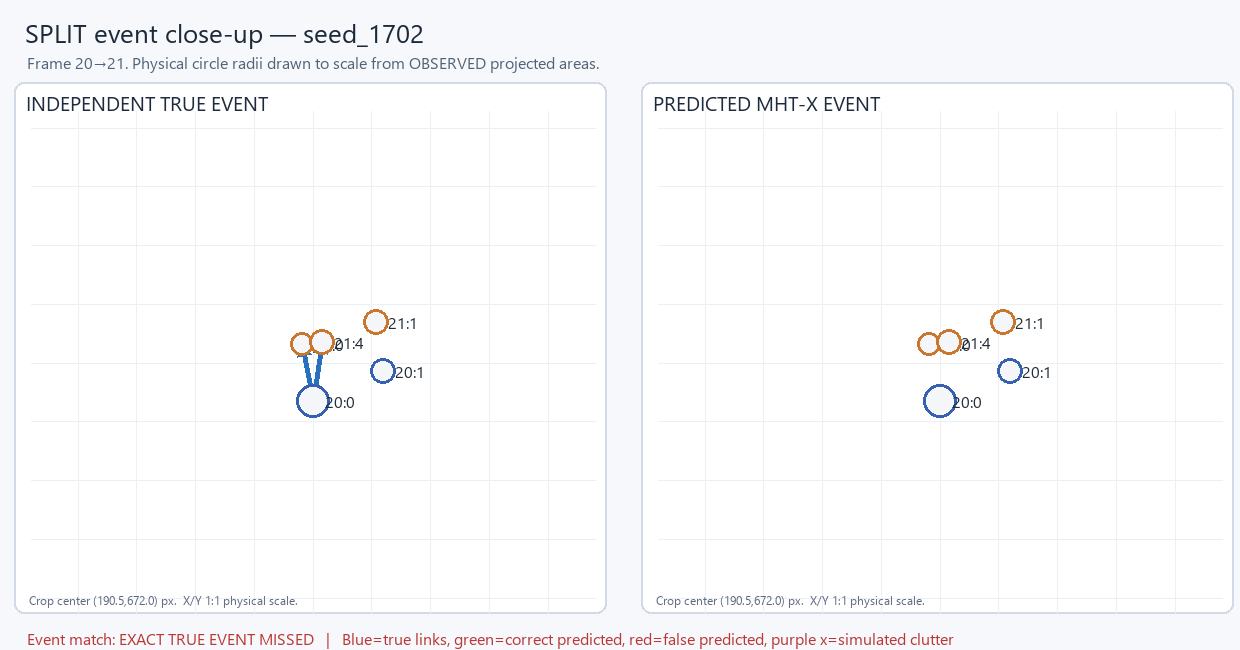 SPLIT event close-up — seed_1702
Frame 20→21. Physical circle radii drawn to scale from OBSERVED projected areas.
INDEPENDENT TRUE EVENT
21:1
21:4
20:1
20:0
Crop center (190.5,672.0) px. X/Y 1:1 physical scale.
PREDICTED MHT-X EVENT
21:1
21:4
20:1
20:0
Crop center (190.5,672.0) px. X/Y 1:1 physical scale.
Event match: EXACT TRUE EVENT MISSED | Blue=true links, green=correct predicted, red=false predicted, purple x=simulated clutter